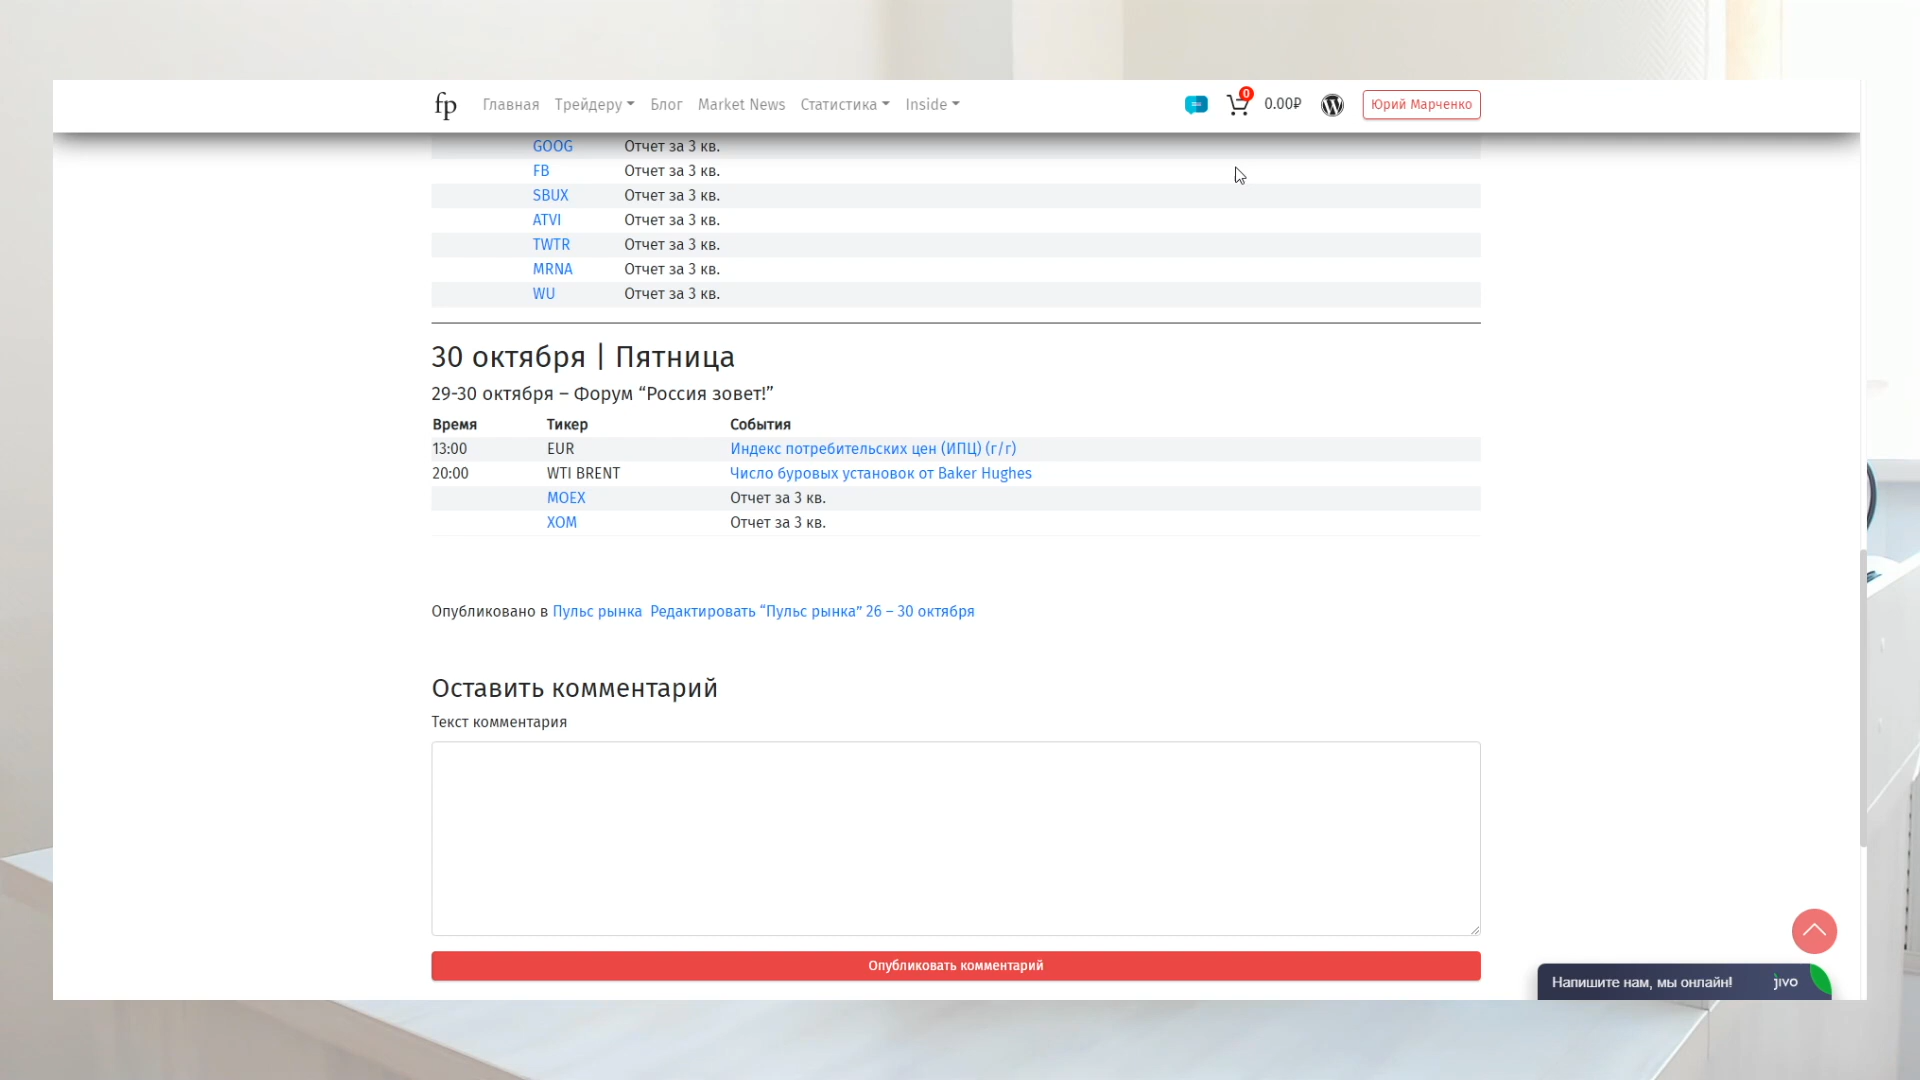 fp Главная Трейдеру Блог Market News Статистика Inside 0 0.00₽ Юрий Марченко
GOOG Отчет за 3 кв.
FB Отчет за 3 кв.
SBUX Отчет за 3 кв.
ATVI Отчет за 3 кв.
TWTR Отчет за 3 кв.
MRNA Отчет за 3 кв.
WU Отчет за 3 кв.
30 октября | Пятница
29-30 октября – Форум “Россия зовет!”
Время Тикер События
13:00 EUR Индекс потребительских цен (ИПЦ) (г/г)
20:00 WTI BRENT Число буровых установок от Baker Hughes
MOEX Отчет за 3 кв.
XOM Отчет за 3 кв.
Опубликовано в Пульс рынка Редактировать “Пульс рынка” 26 – 30 октября
Оставить комментарий
Текст комментария
Опубликовать комментарий
Напишите нам, мы онлайн! jivo